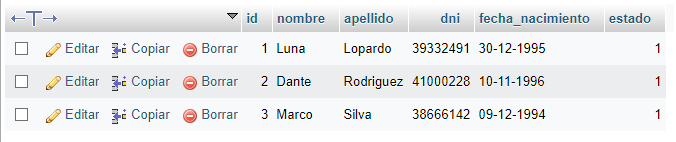 id nombre apellido dni fecha_nacimiento estado
Editar Copiar Borrar 1 Luna Lopardo 39332491 30-12-1995 1
Editar Copiar Borrar 2 Dante Rodriguez 41000228 10-11-1996 1
Editar Copiar Borrar 3 Marco Silva 38666142 09-12-1994 1